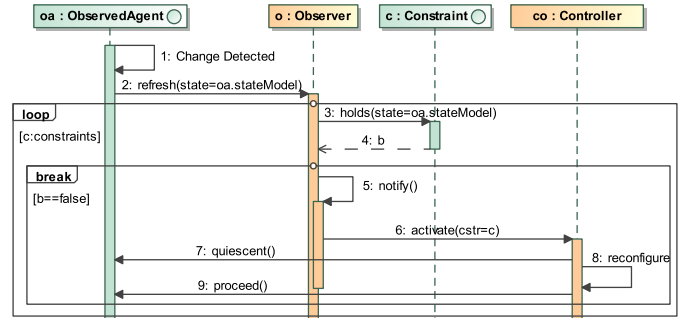 oa : ObservedAgent
o : Observer
c : Constraint
co : Controller
1: Change Detected
2: refresh(state=oa.stateModel)
loop
3: holds(state=oa.stateModel)
[c:constraints]
4: b
break
5: notify()
[b==false]
6: activate(cstr=c)
7: quiescent()
8: reconfigure
9: proceed()